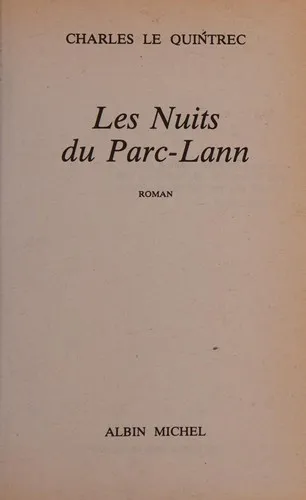 CHARLES LE QUINTREC
Les Nuits
du Parc-Lann
ROMAN
ALBIN MICHEL